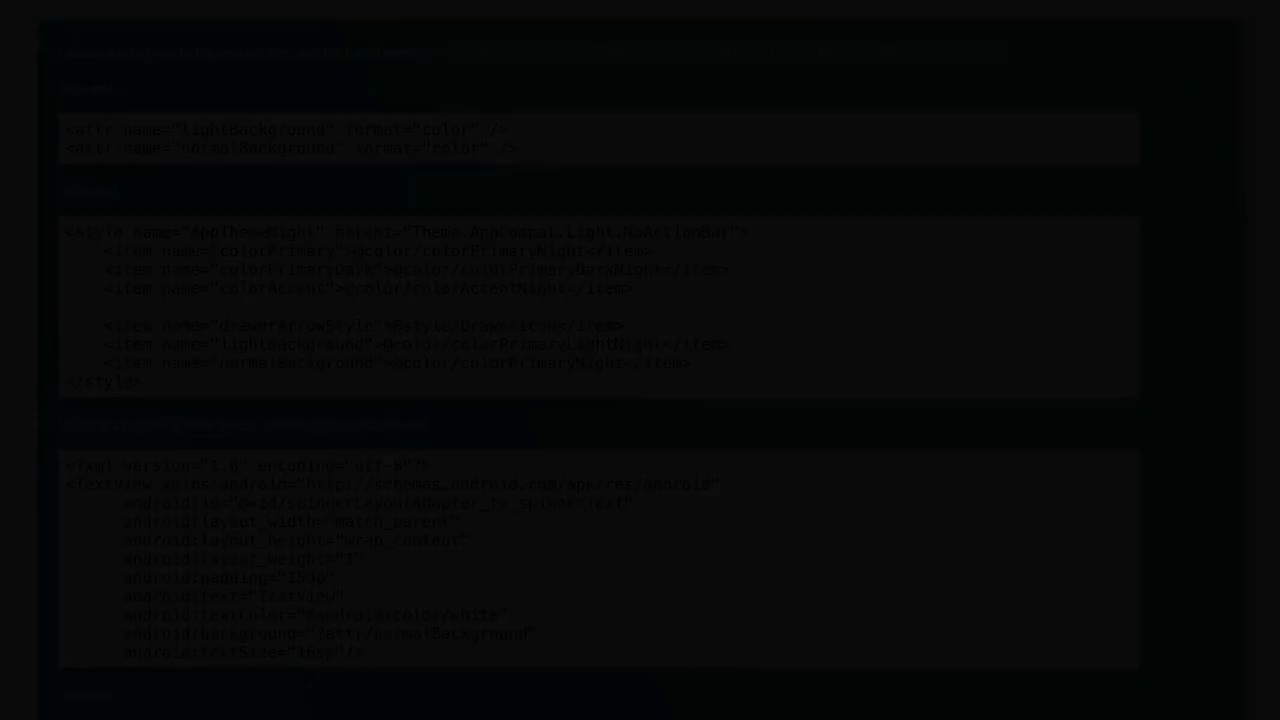 <attr name="lightBackground" format="color" />
<attr name="normalBackground" format="color" />
<style name="AppThemeNight" parent="Theme.AppCompat.Light.NoActionBar">
    <item name="colorPrimary">@color/colorPrimaryNight</item>
    <item name="colorPrimaryDark">@color/colorPrimaryDarkNight</item>
    <item name="colorAccent">@color/colorAccentNight</item>
    <item name="drawerArrowStyle">@style/DrawerIcon</item>
    <item name="lightBackground">@color/colorPrimaryLightNight</item>
    <item name="normalBackground">@color/colorPrimaryNight</item>
</style>
<?xml version="1.0" encoding="utf-8"?>
<TextView xmlns:android="http://schemas.android.com/apk/res/android"
      android:id="@+id/spinnerLayoutAdapter_tv_spinnerText"
      android:layout_width="match_parent"
      android:layout_height="wrap_content"
      android:layout_weight="1"
      android:padding="15dp"
      android:text="TextView"
      android:textColor="@android:color/white"
      android:background="?attr/normalBackground"
      android:textSize="16sp"/>